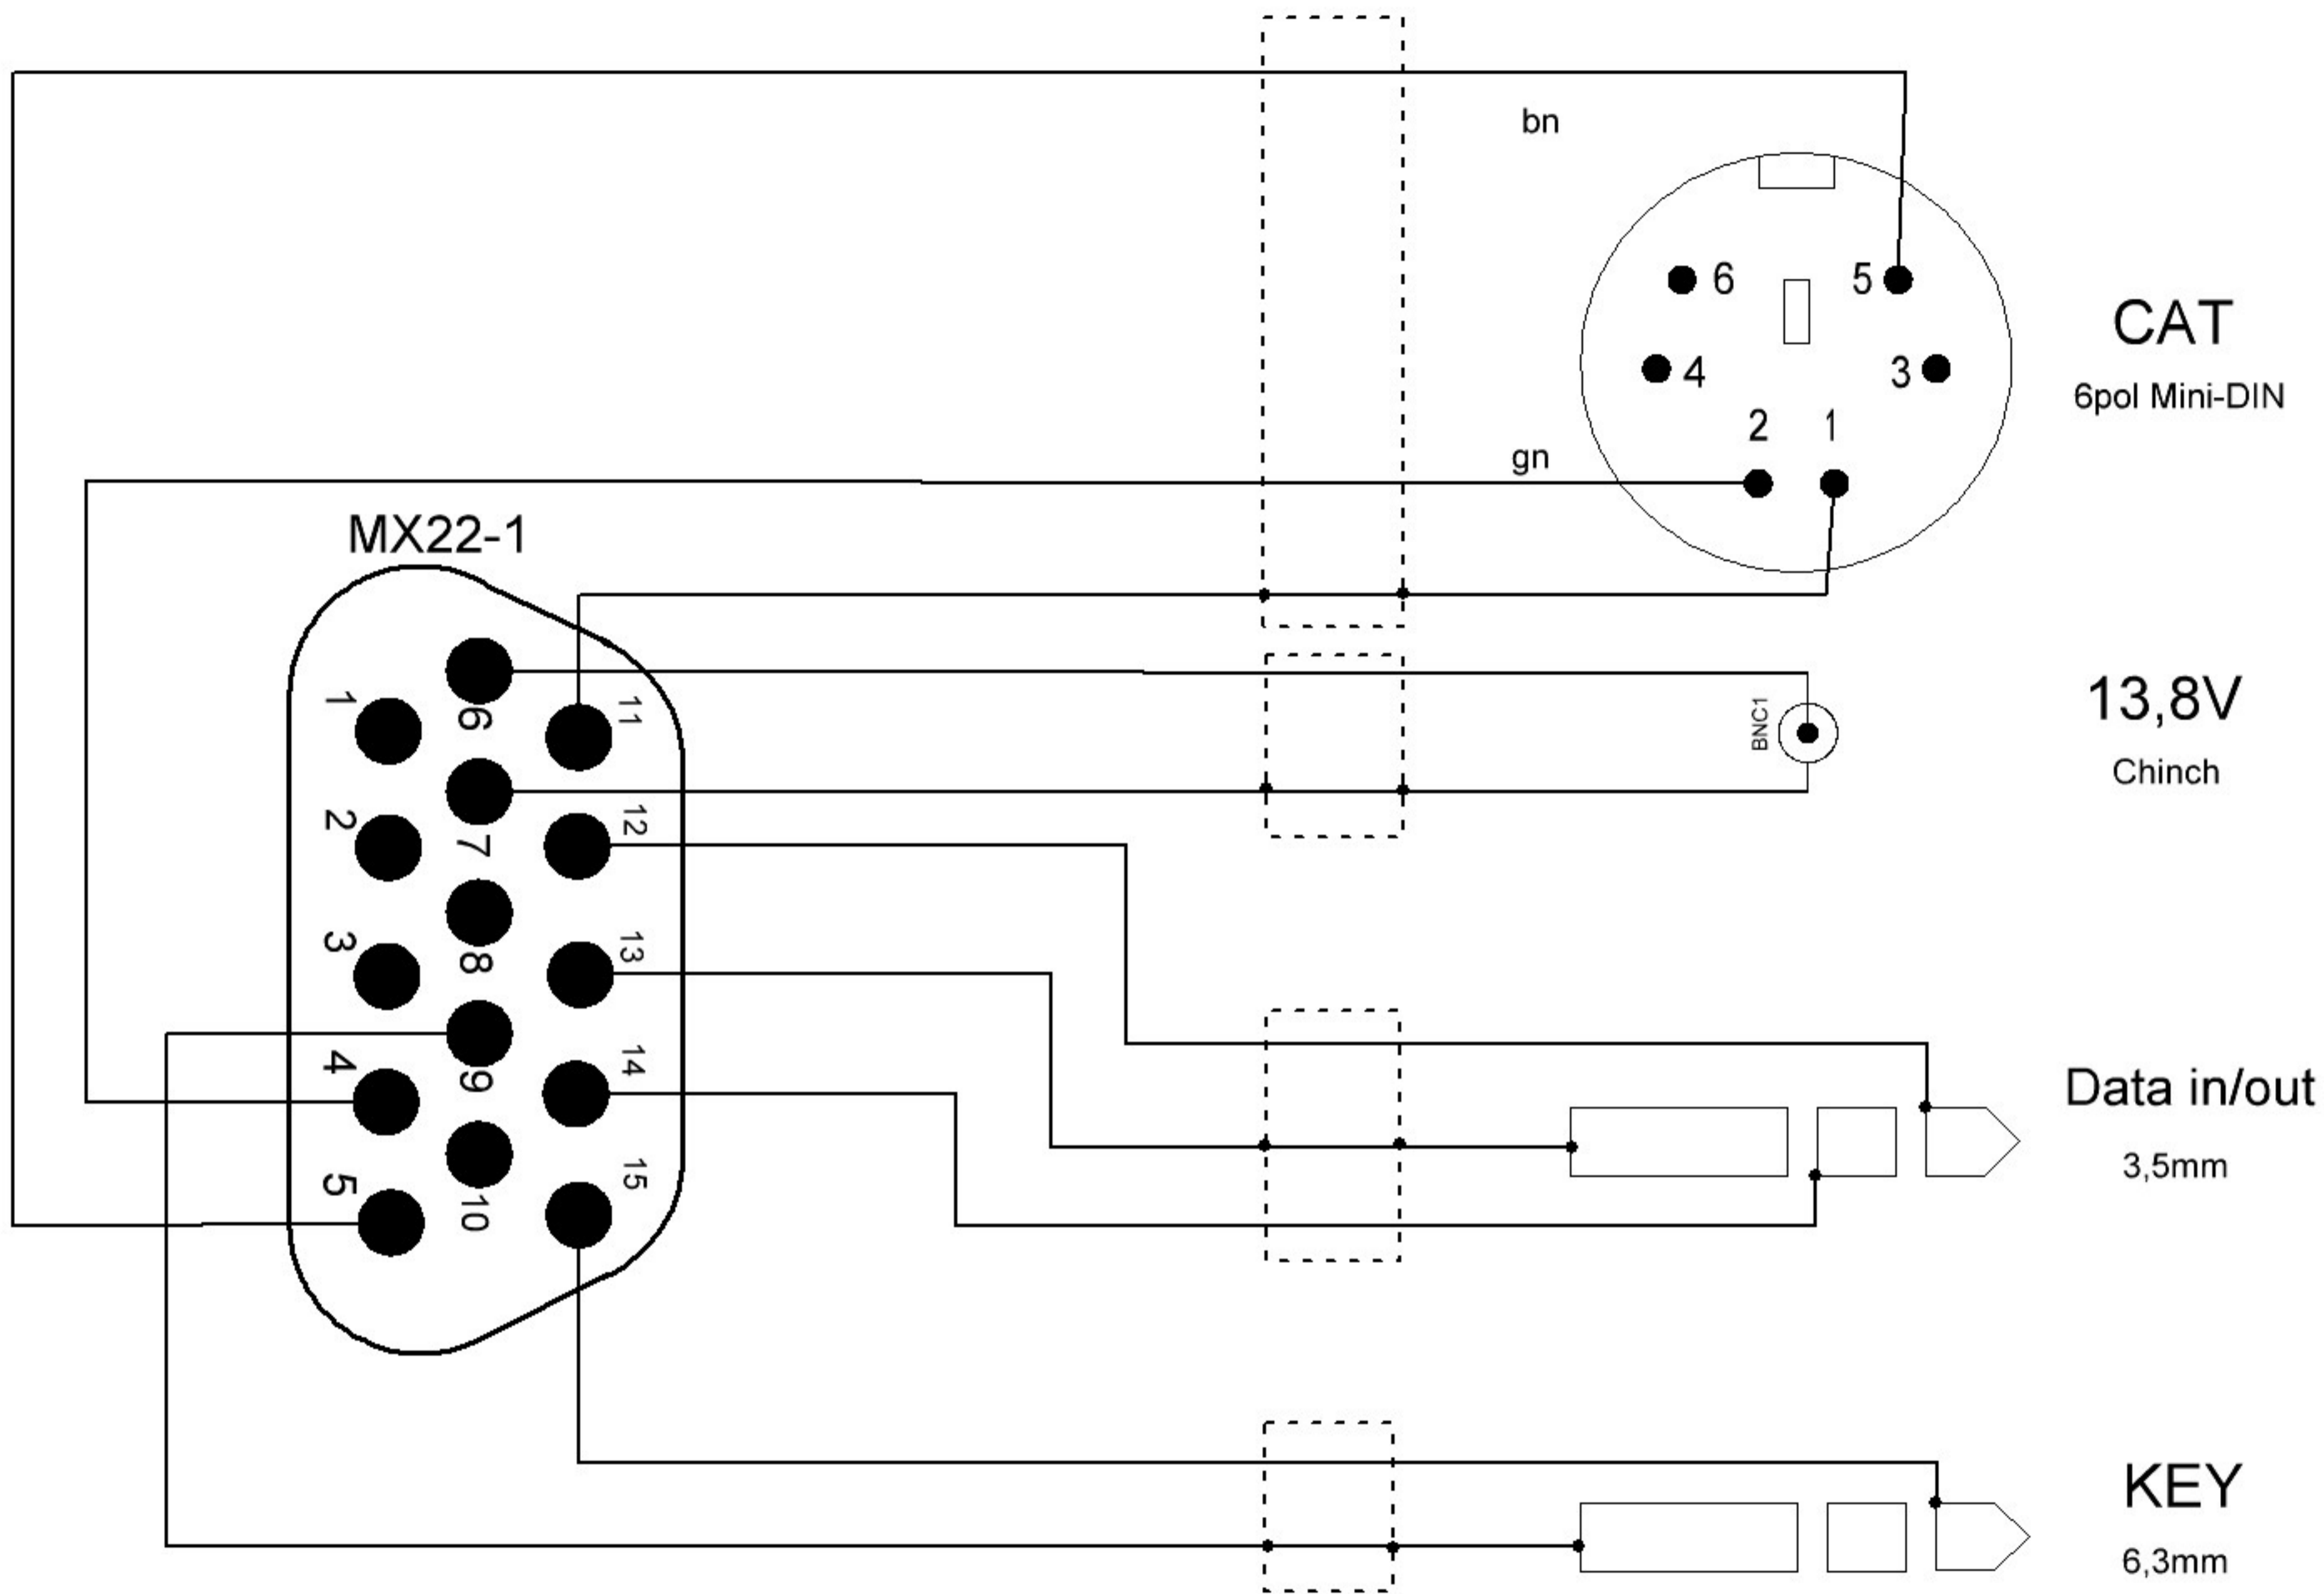 bn
6
5
CAT
4
3
6pol Mini-DIN
2
1
gn
MX22-1
1
6
11
13,8V
BNC1
Chinch
2
7
12
3
8
13
4
9
14
Data in/out
5
10
15
3,5mm
KEY
6,3mm